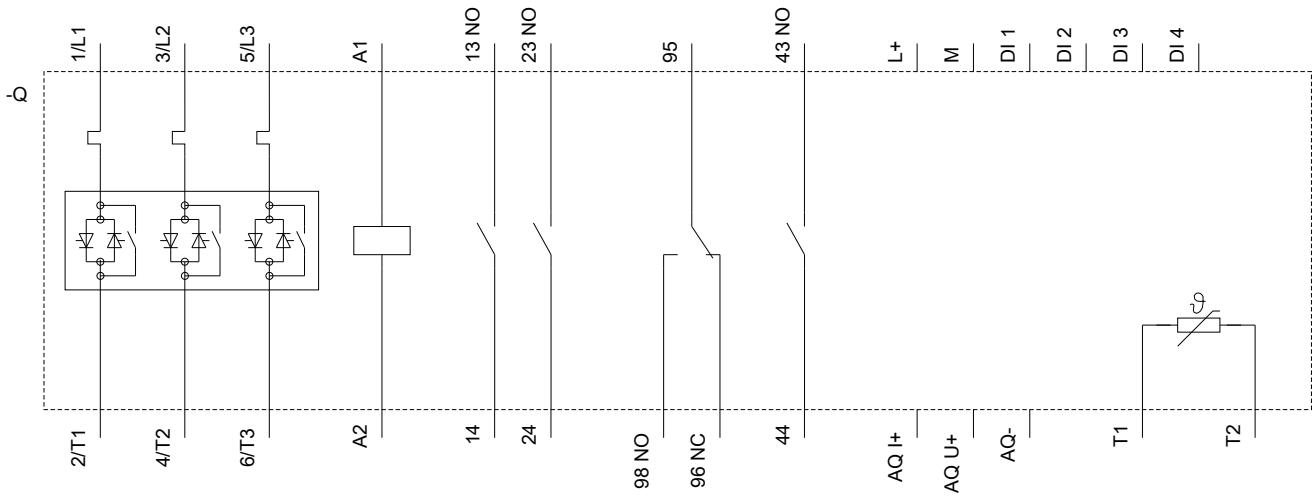 1/L1
3/L2
5/L3
A1
13 NO
23 NO
95
43 NO
L+
M
DI 1
DI 2
DI 3
DI 4
-Q
ϑ
2/T1
4/T2
6/T3
A2
14
24
98 NO
96 NC
44
AQ I+
AQ U+
AQ-
T1
T2